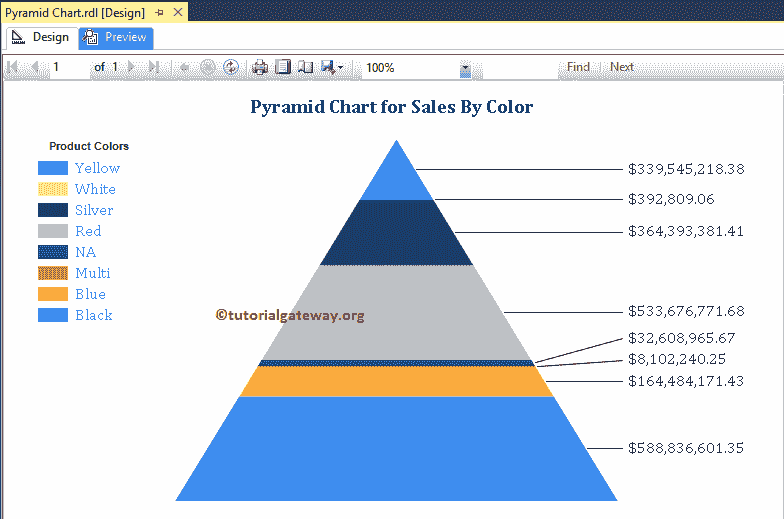 Pyramid Chart.rdl [Design]
Design Preview
1 of 1 100% Find | Next
Pyramid Chart for Sales By Color
Product Colors
Yellow
White
Silver
Red
NA
Multi
Blue
Black
©tutorialgateway.org
$339,545,218.38
$392,809.06
$364,393,381.41
$533,676,771.68
$32,608,965.67
$8,102,240.25
$164,484,171.43
$588,836,601.35